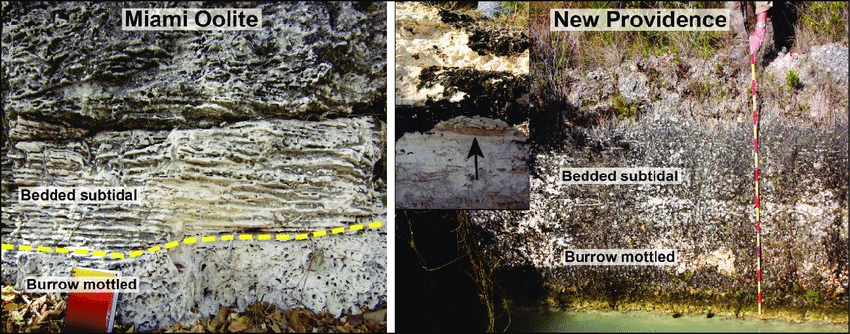 Miami Oolite
Bedded subtidal
Burrow mottled
New Providence
Bedded subtidal
Burrow mottled